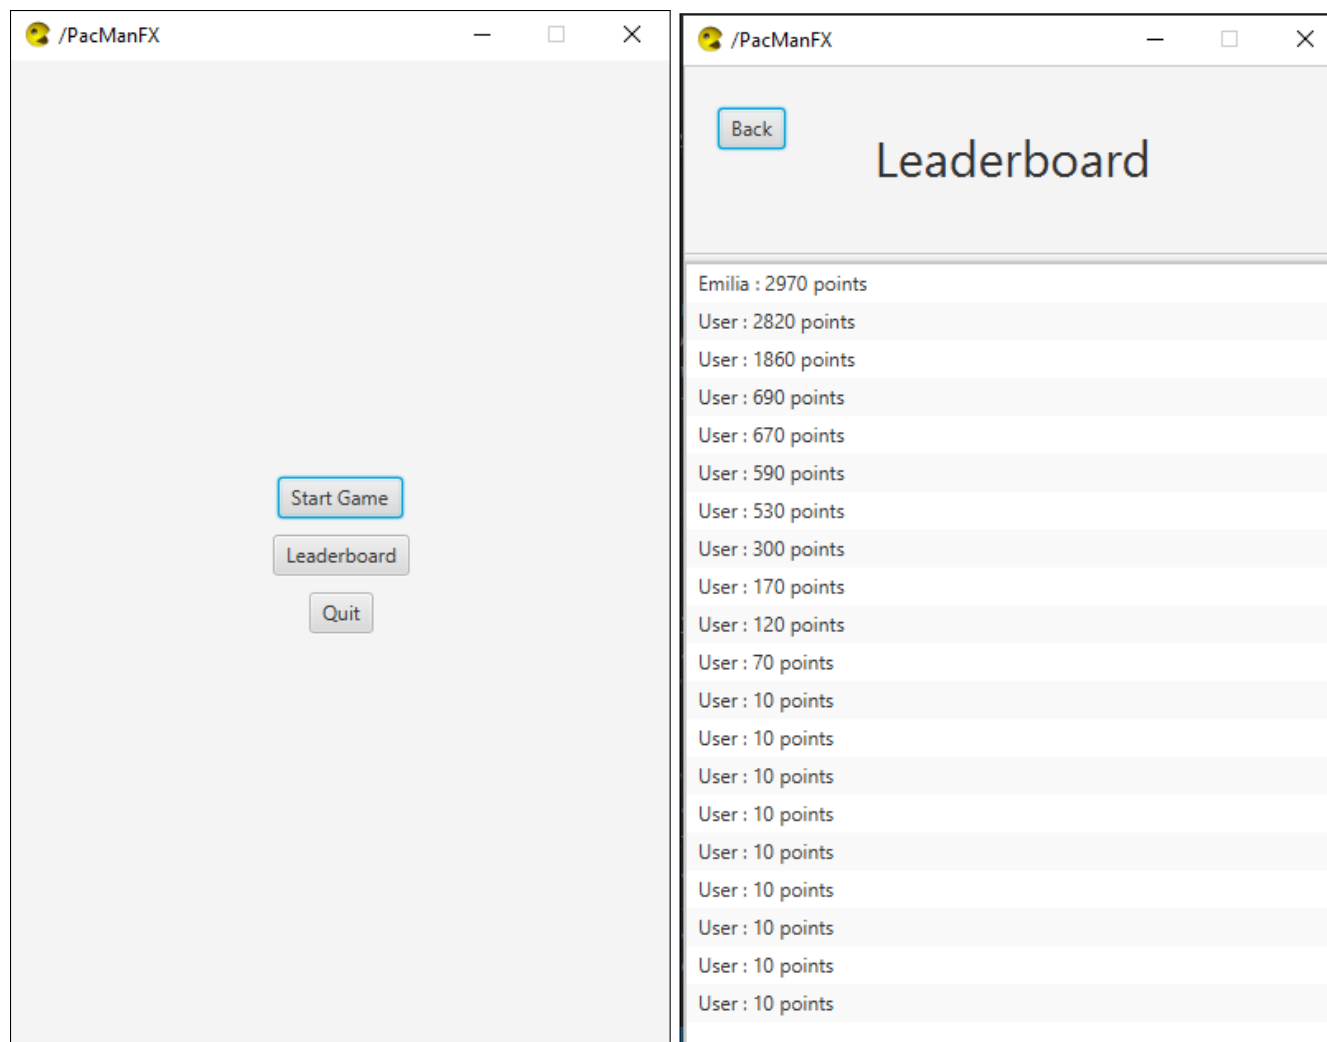 /PacManFX
Start Game
Leaderboard
Quit
/PacManFX
Back
Leaderboard
Emilia : 2970 points
User : 2820 points
User : 1860 points
User : 690 points
User : 670 points
User : 590 points
User : 530 points
User : 300 points
User : 170 points
User : 120 points
User : 70 points
User : 10 points
User : 10 points
User : 10 points
User : 10 points
User : 10 points
User : 10 points
User : 10 points
User : 10 points
User : 10 points